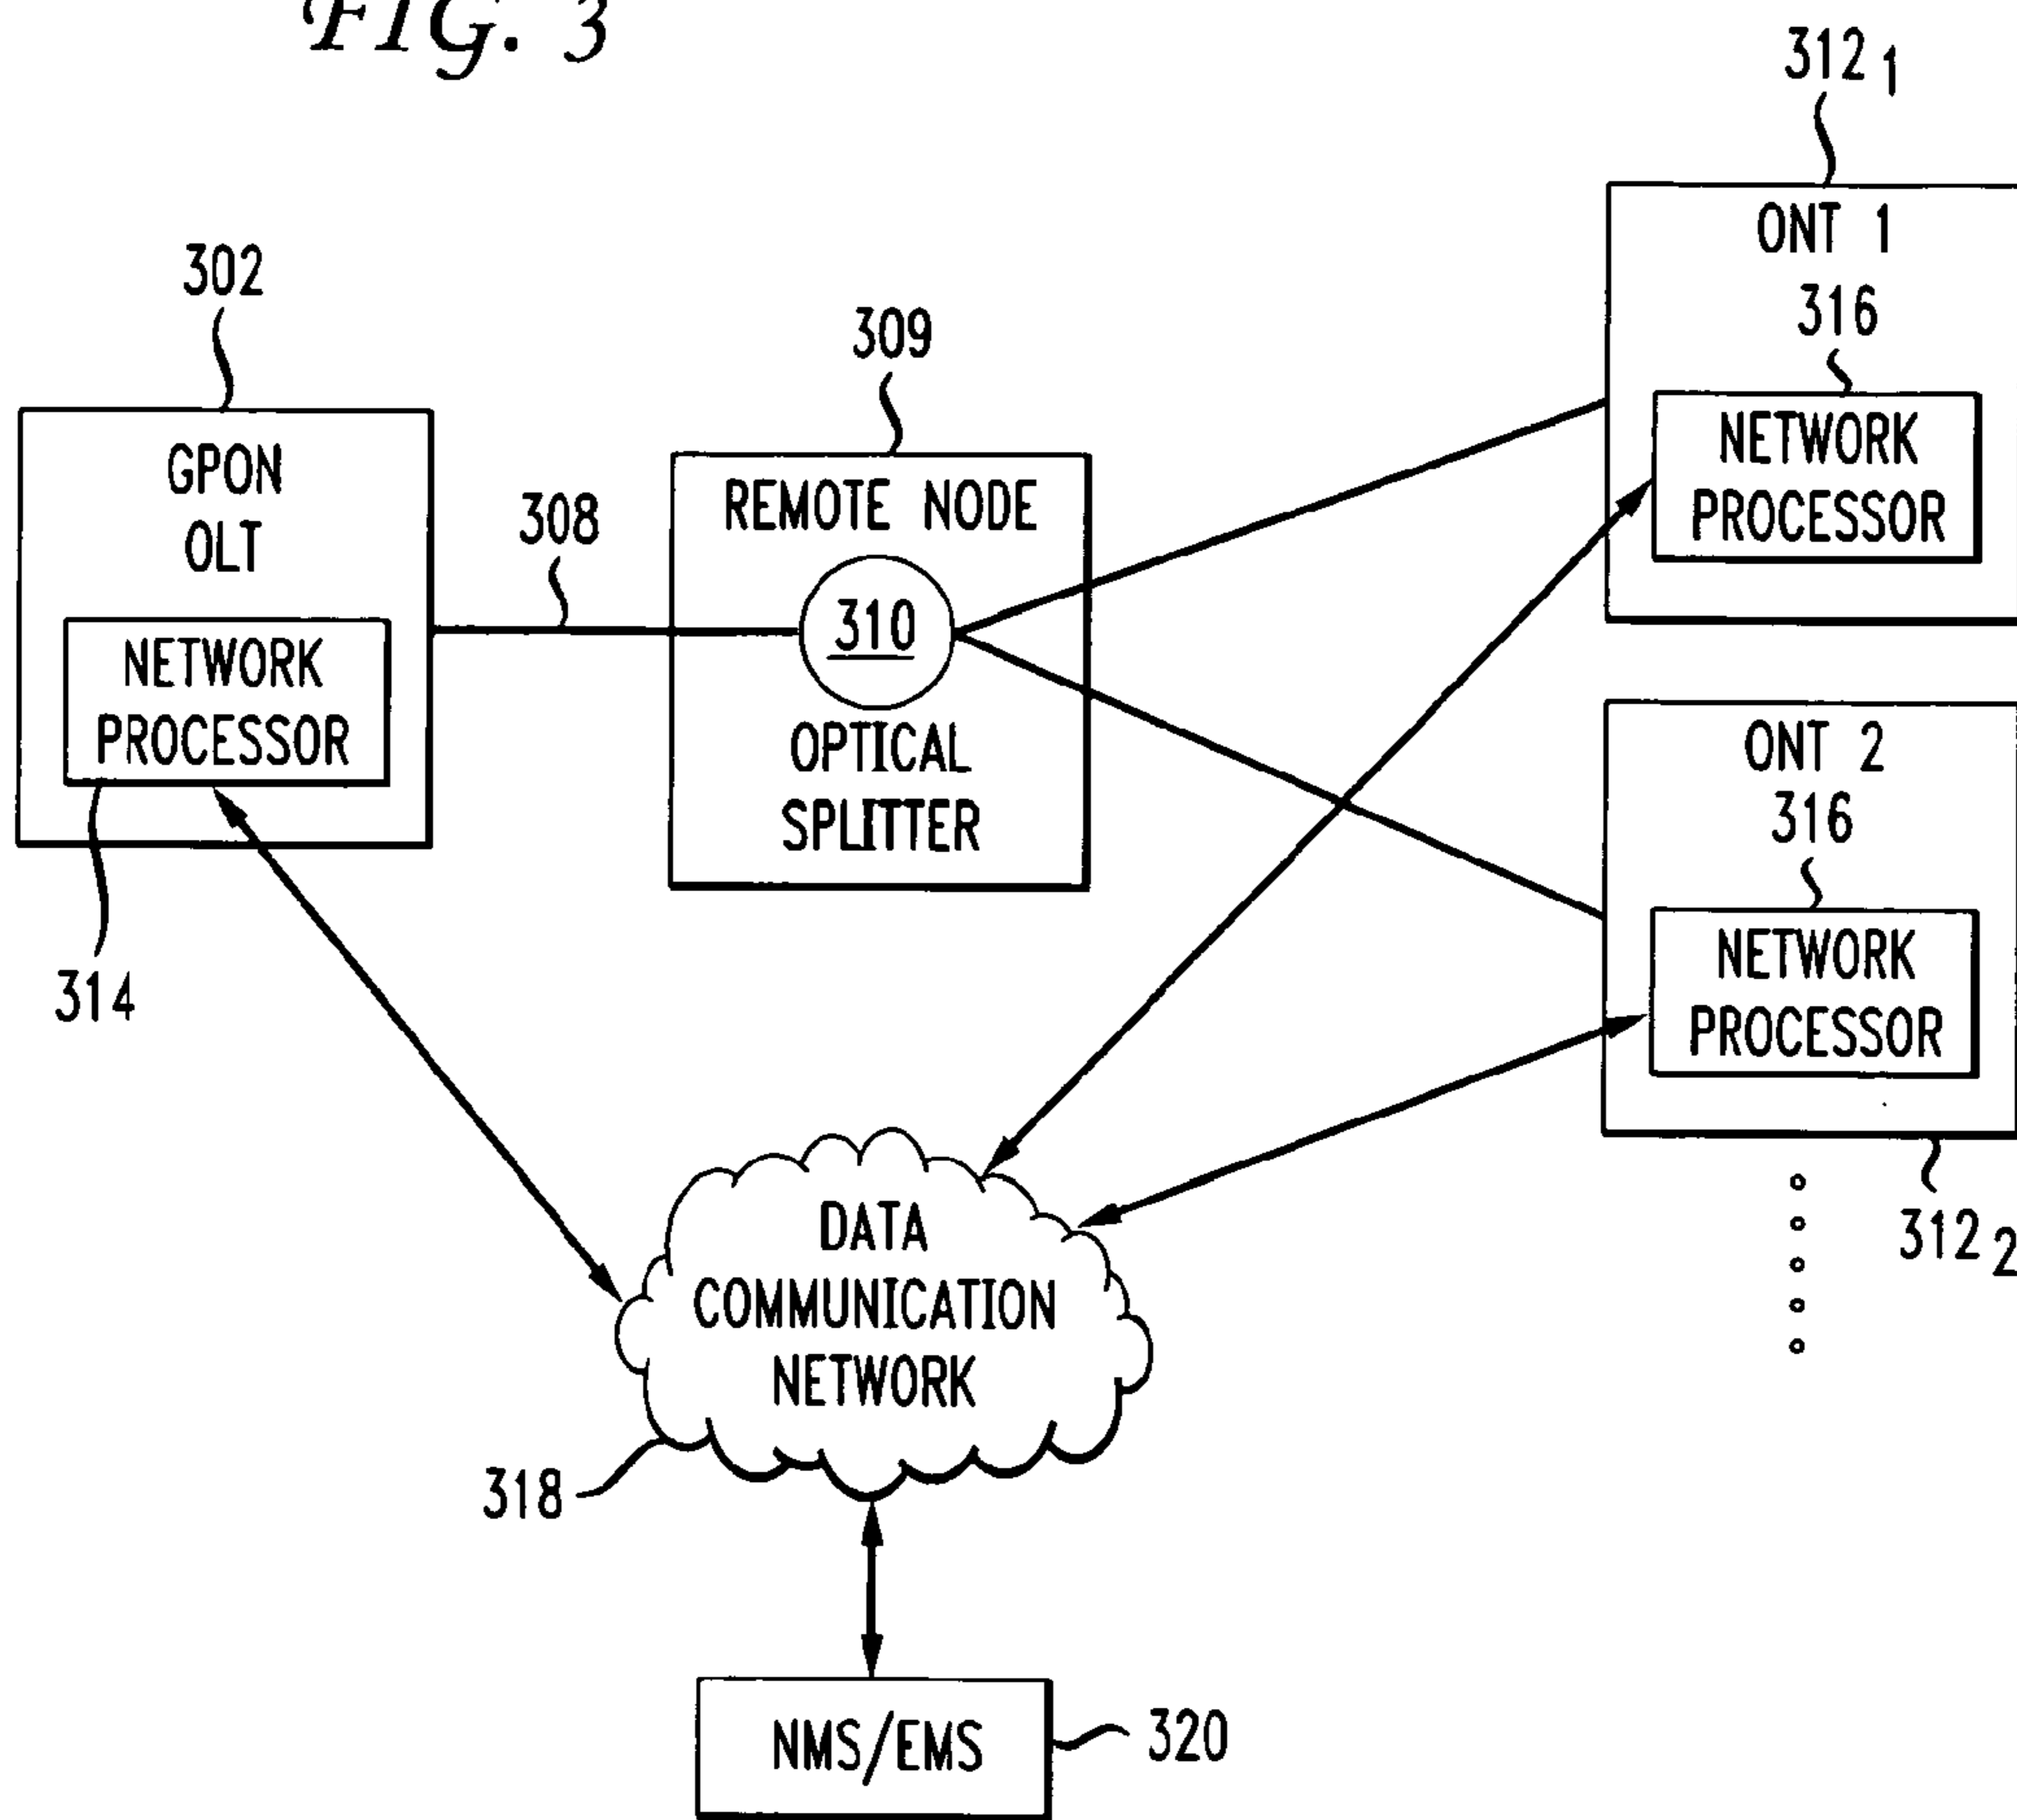 FIG. 3
312 1
302
309
ONT 1
316
GPON
OLT
308
REMOTE NODE
NETWORK
PROCESSOR
310
NETWORK
PROCESSOR
OPTICAL
SPLITTER
314
ONT 2
316
NETWORK
PROCESSOR
312 2
DATA
COMMUNICATION
NETWORK
318
NMS/EMS
320